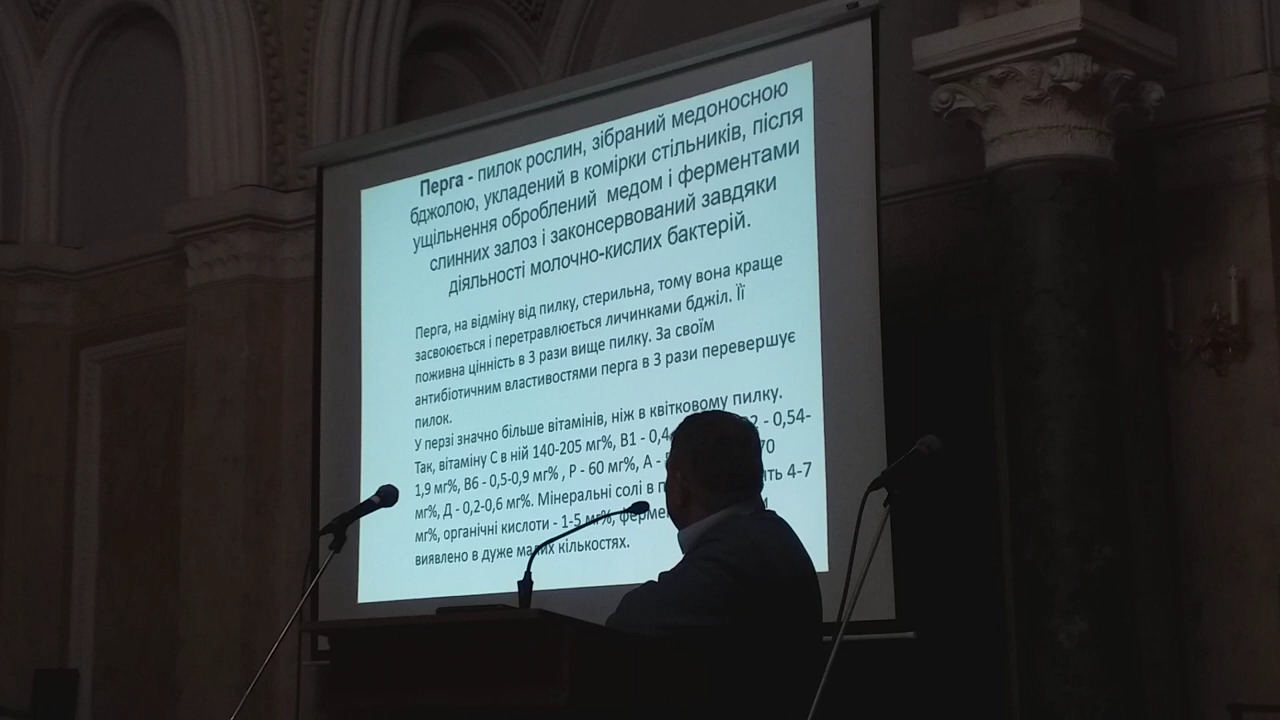 Перга - пилок рослин, зібраний медоносною
бджолою, укладений в комірки стільників, після
ущільнення оброблений медом і ферментами
слинних залоз і законсервований завдяки
діяльності молочно-кислих бактерій.
Перга, на відміну від пилку, стерильна, тому вона краще
засвоюється і перетравлюється личинками бджіл. Її
поживна цінність в 3 рази вище пилку. За своїм
антибіотичним властивостями перга в 3 рази перевершує
пилок.
У перзі значно більше вітамінів, ніж в квітковому пилку.
Так, вітаміну С в ній 140-205 мг%, В1 - 0,4 - 0,54-
1,9 мг%, В6 - 0,5-0,9 мг% , Р - 60 мг%, А - 70
мг%, Д - 0,2-0,6 мг%. Мінеральні солі в 4-7
мг%, органічні кислоти - 1-5 мг%,
виявлено в дуже малих кількостях.